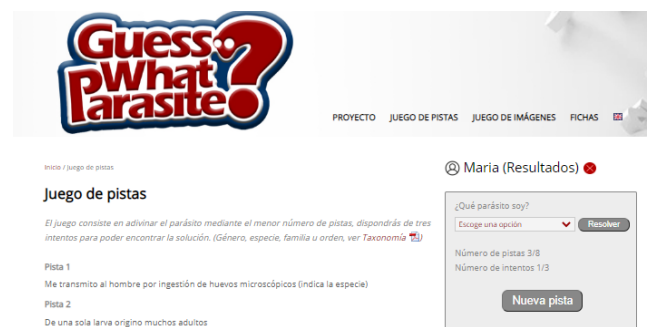 Guess
What
Parasite?
PROYECTO JUEGO DE PISTAS JUEGO DE IMÁGENES FICHAS
Inicio / Juego de pistas
Maria (Resultados)
Juego de pistas
El juego consiste en adivinar el parásito mediante el menor número de pistas, dispondrás de tres
intentos para poder encontrar la solución. (Género, especie, familia u orden, ver Taxonomía)
Pista 1
Me transmito al hombre por ingestión de huevos microscópicos (indica la especie)
Pista 2
De una sola larva origino muchos adultos
¿Qué parásito soy?
Escoge una opción
Resolver
Número de pistas 3/8
Número de intentos 1/3
Nueva pista